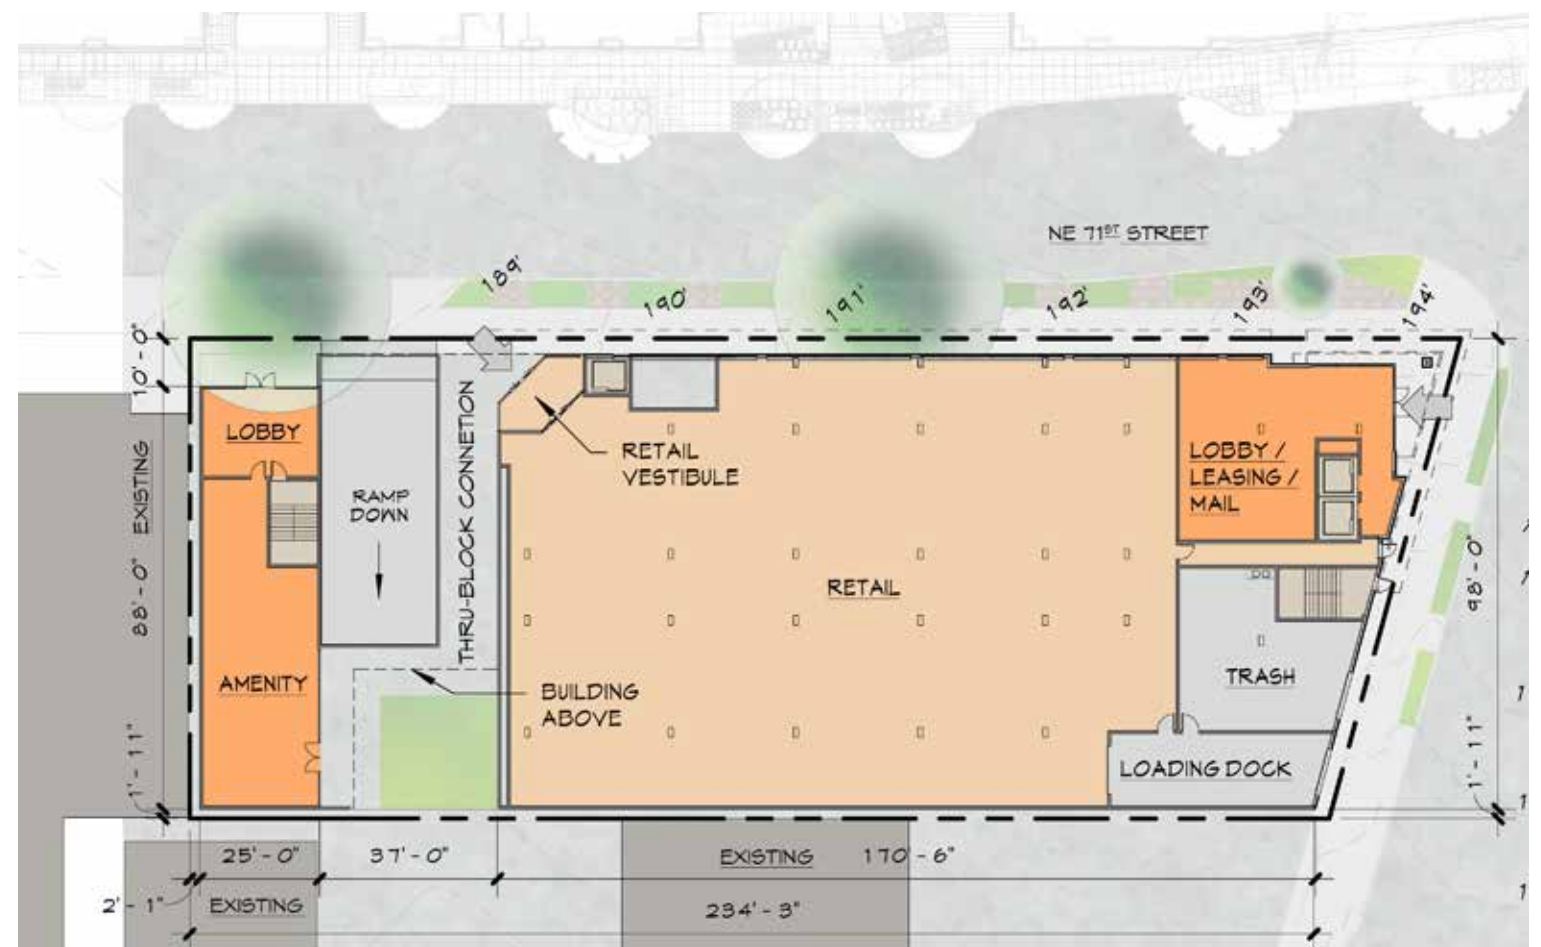 NE 71ST STREET
189'
190'
191'
192'
193'
194'
10'-0"
LOBBY
RAMP
DOWN
THRU-BLOCK CONNETION
RETAIL
VESTIBULE
LOBBY /
LEASING /
MAIL
EXISTING
88'-0"
RETAIL
98'-0"
AMENITY
BUILDING
ABOVE
TRASH
LOADING DOCK
1'-11"
1'-11"
25'-0"
37'-0"
EXISTING
170'-6"
2'-1"
EXISTING
234'-3"